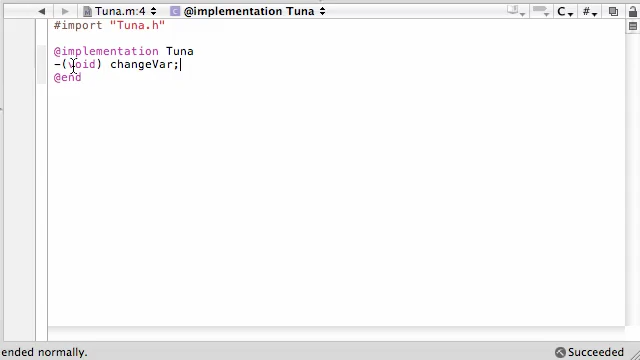 Tuna.m:4 @implementation Tuna C #
#import "Tuna.h"
@implementation Tuna
-(void) changeVar;
@end
ended normally. Succeeded